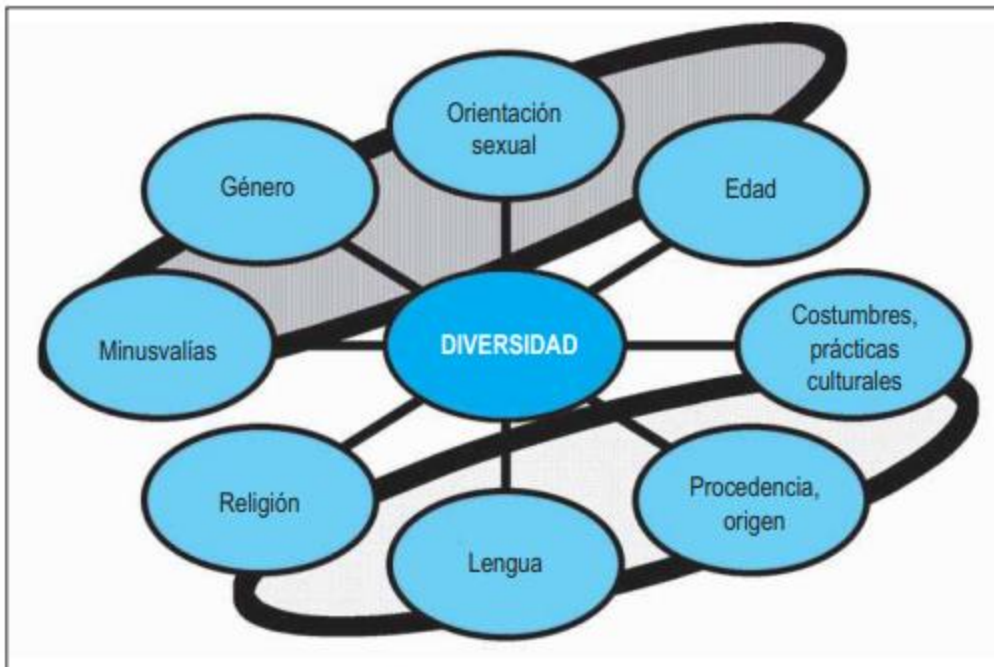 Orientación
sexual
Género
Edad
Minusvalías
DIVERSIDAD
Costumbres,
prácticas
culturales
Religión
Procedencia,
origen
Lengua